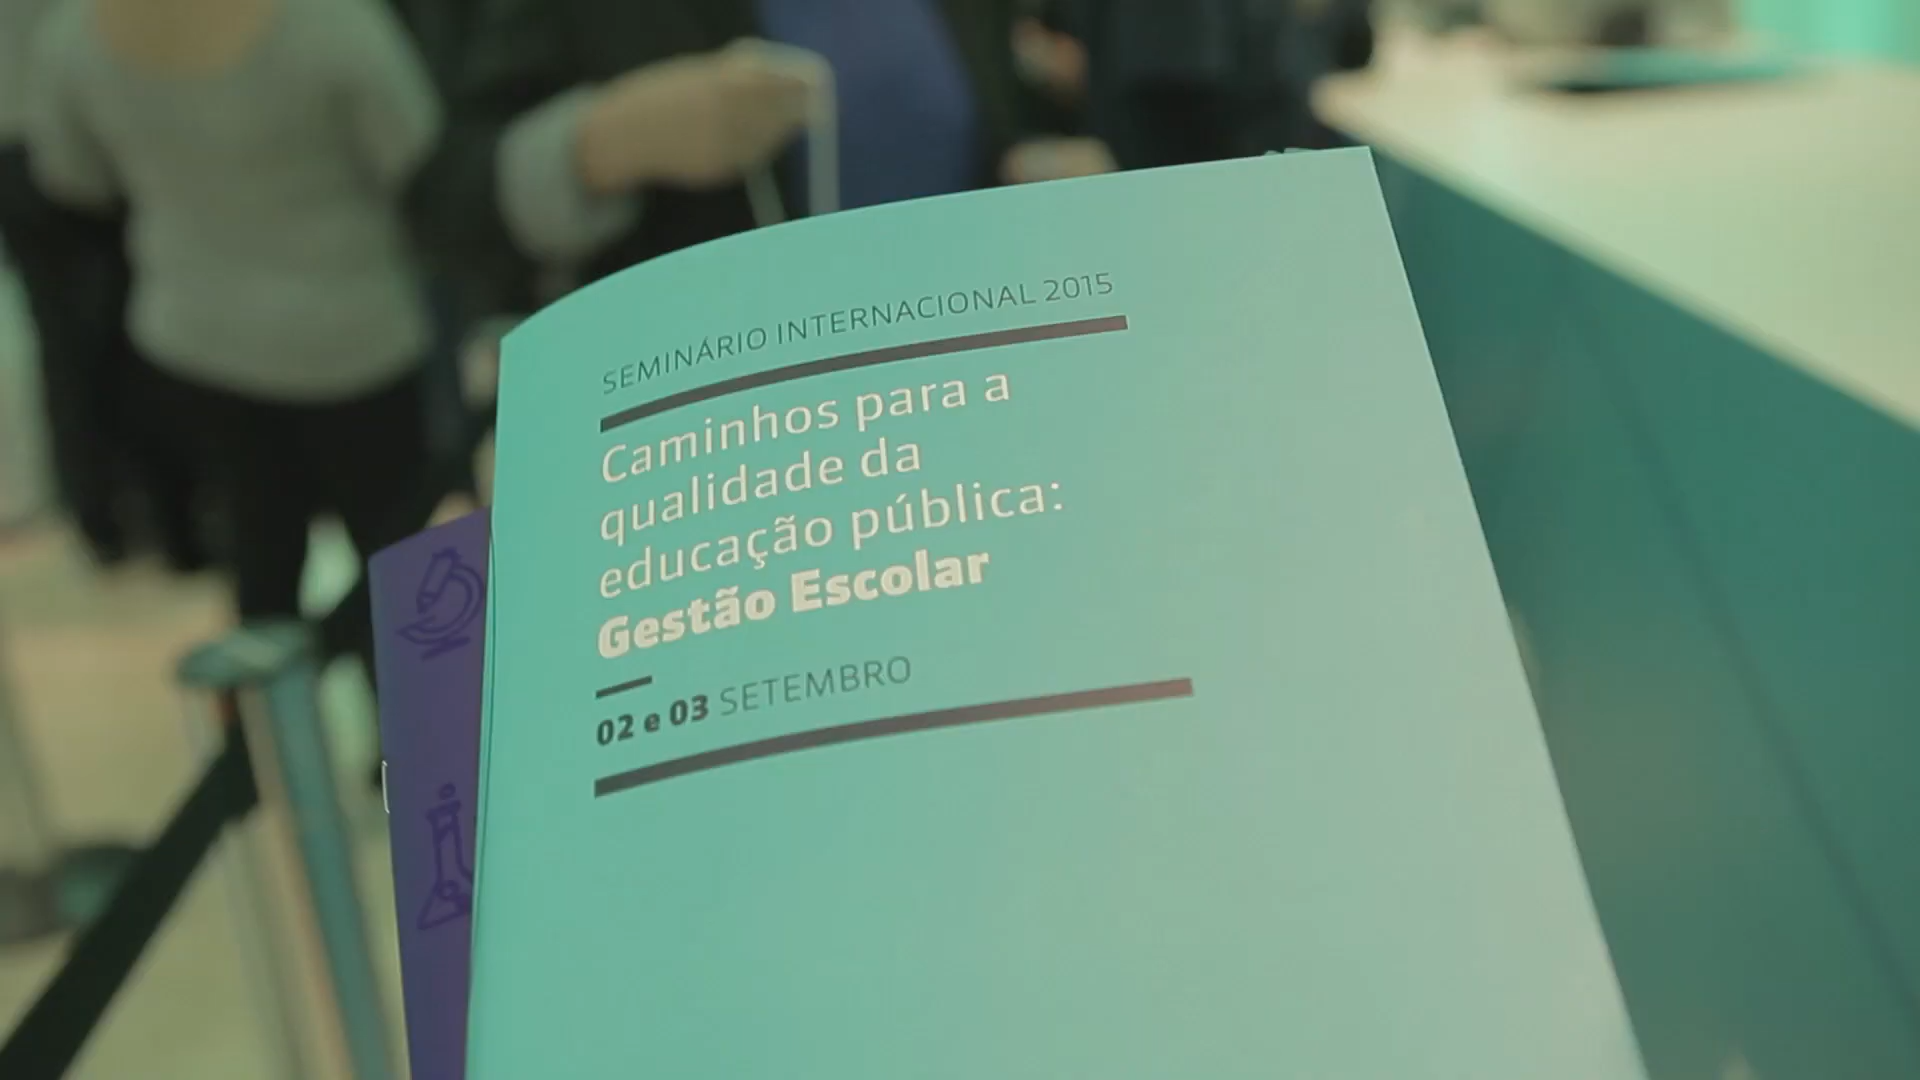 SEMINÁRIO INTERNACIONAL 2015
Caminhos para a
qualidade da
educação pública:
Gestão Escolar
02 e 03 SETEMBRO